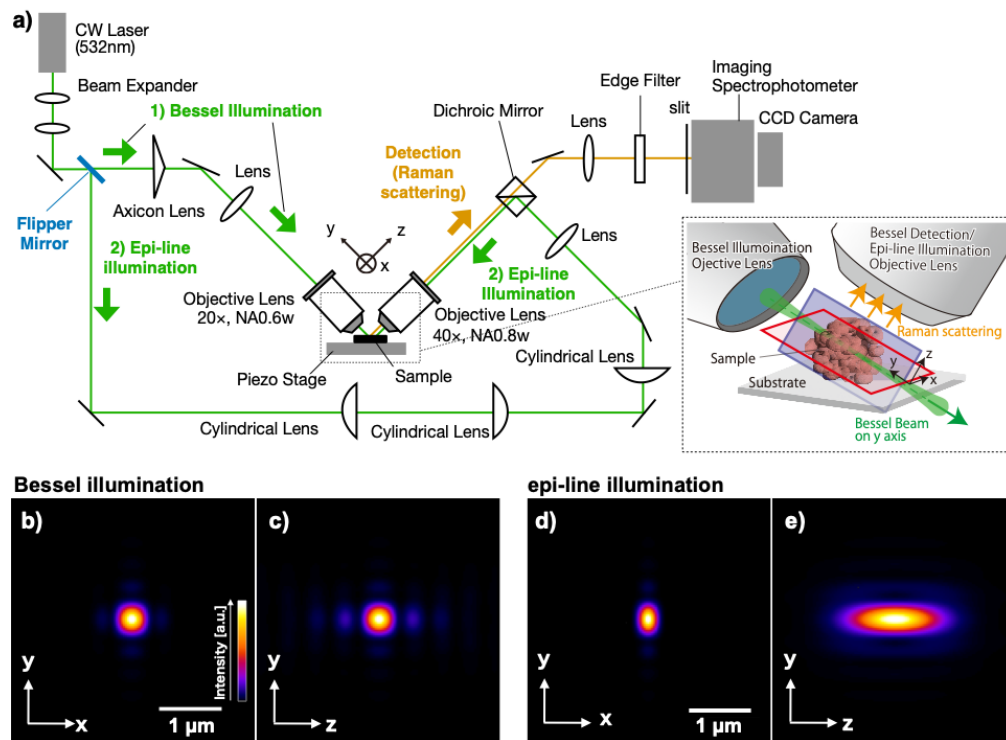 a)
CW Laser
(532nm)
Beam Expander
1) Bessel Illumination
Flipper
Mirror
Axicon Lens
Lens
2) Epi-line
illumination
Detection
(Raman
scattering)
Dichroic Mirror
Lens
Edge Filter
slit
Imaging
Spectrophotometer
CCD Camera
y
z
x
2) Epi-line
Illumination
Lens
Objective Lens
20×, NA0.6w
Objective Lens
40×, NA0.8w
Piezo Stage
Sample
Cylindrical Lens
Cylindrical Lens
Cylindrical Lens
Bessel Illumoination
Ojective Lens
Bessel Detection/
Epi-line Illumination
Objective Lens
Raman scattering
Sample
Substrate
y
z
x
Bessel Beam
on y axis
Bessel illumination
epi-line illumination
b)
y
x
1 µm
Intensity [a.u.]
c)
y
z
d)
y
x
1 µm
e)
y
z